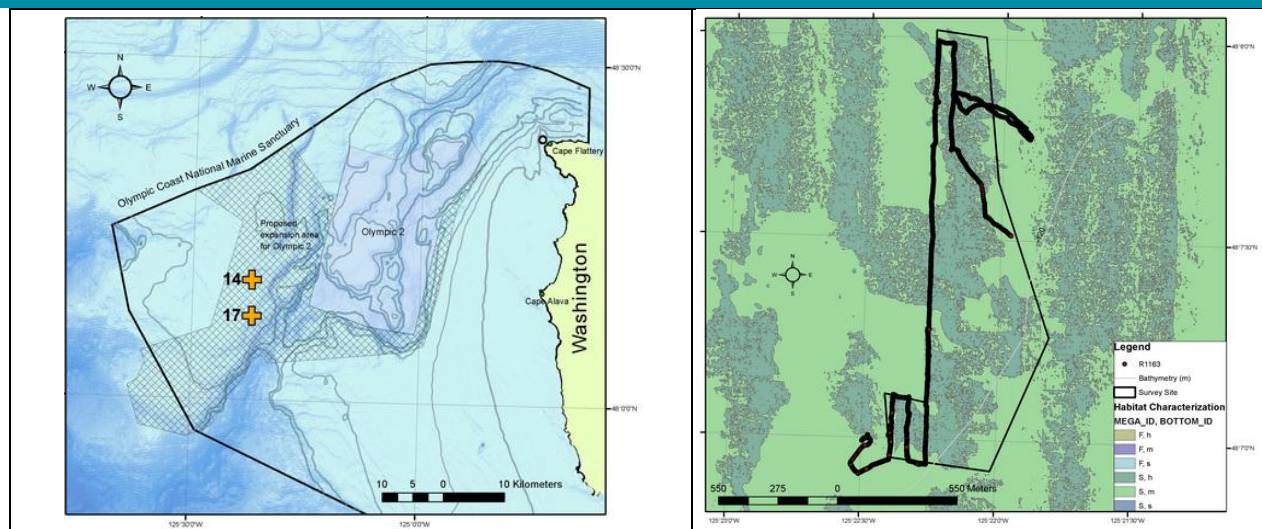 N
W E
S
Olympic Coast National Marine Sanctuary
48°30'0"N
Cape Flattery
Proposed
expansion area
for Olympic 2
Olympic 2
14
17
Cape Alava
Washington
48°0'0"N
10 5 0 10 Kilometers
125°30'0"W 125°0'0"W
48°8'0"N
N
W E
S
48°7'30"N
Legend
R1163
Bathymetry (m)
Survey Site
Habitat Characterization
MEGA_ID, BOTTOM_ID
F, h
F, m
F, s
S, h
S, m
S, s
48°7'0"N
550 275 0 550 Meters
125°23'0"W 125°22'30"W 125°22'0"W 125°21'30"W